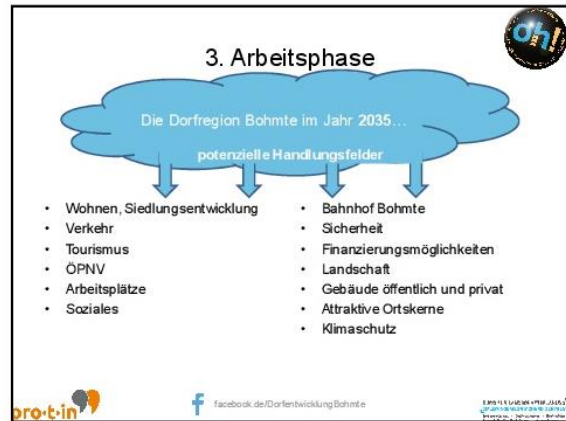 oh!
3. Arbeitsphase
Die Dorfregion Bohmte im Jahr 2035…
potenzielle Handlungsfelder
• Wohnen, Siedlungsentwicklung
• Verkehr
• Tourismus
• ÖPNV
• Arbeitsplätze
• Soziales
• Bahnhof Bohmte
• Sicherheit
• Finanzierungsmöglichkeiten
• Landschaft
• Gebäude öffentlich und privat
• Attraktive Ortskerne
• Klimaschutz
pro-t-in
facebook.de/DorfentwicklungBohmte